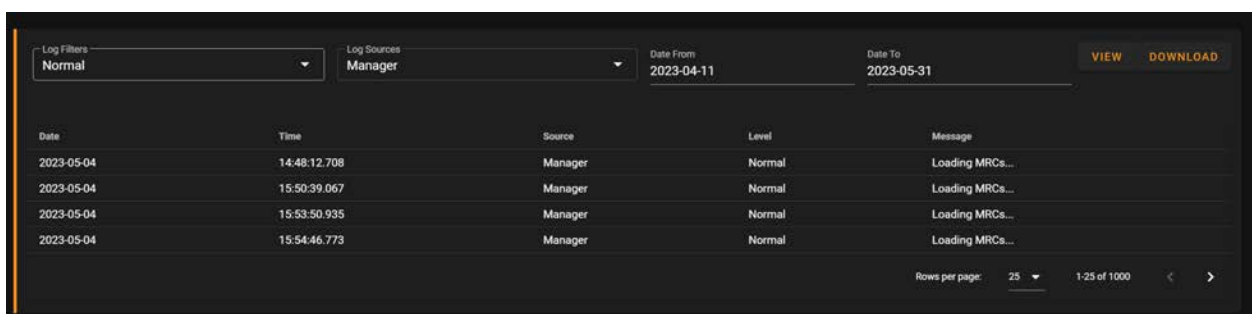 Log Filters Log Sources Date From Date To
Normal Manager 2023-04-11 2023-05-31 VIEW DOWNLOAD
Date Time Source Level Message
2023-05-04 14:48:12.708 Manager Normal Loading MRCs...
2023-05-04 15:50:39.067 Manager Normal Loading MRCs...
2023-05-04 15:53:50.935 Manager Normal Loading MRCs...
2023-05-04 15:54:46.773 Manager Normal Loading MRCs...
Rows per page: 25 1-25 of 1000